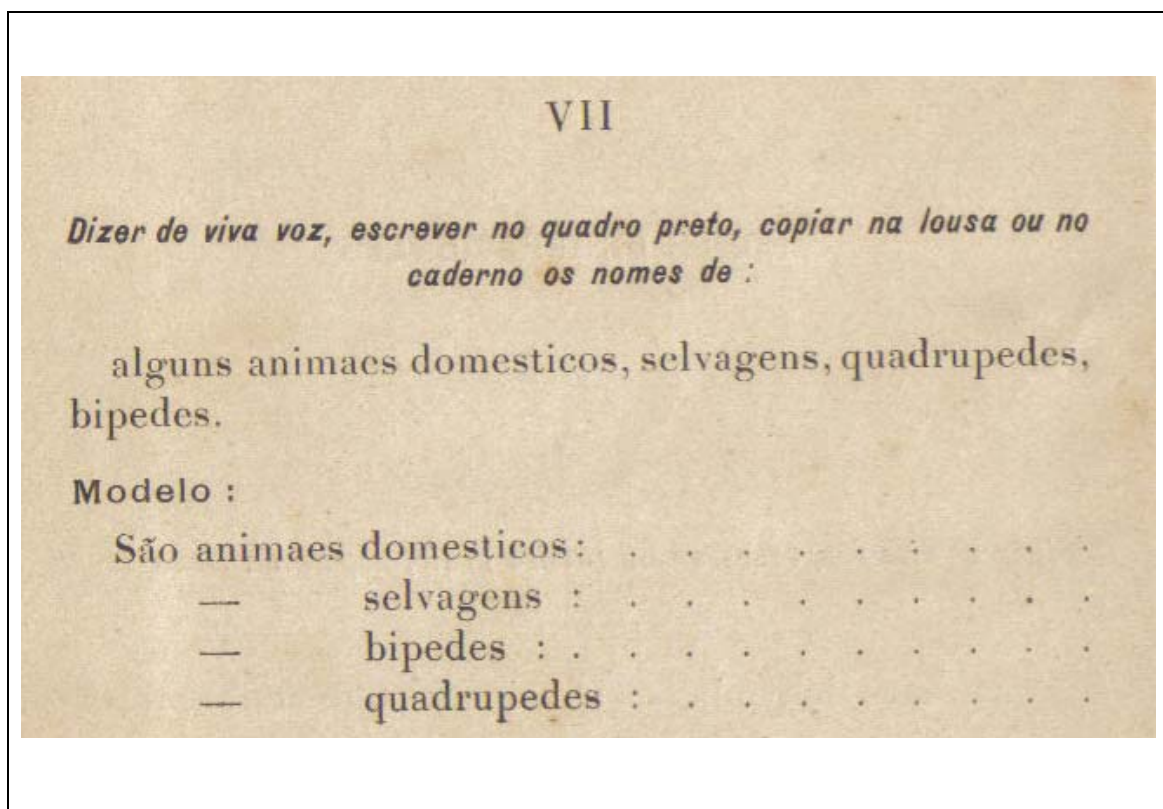 VII
Dizer de viva voz, escrever no quadro preto, copiar na lousa ou no
caderno os nomes de :
alguns animaes domesticos, selvagens, quadrupedes,
bipedes.
Modelo :
São animaes domesticos: . . . . . . . . .
— selvagens : . . . . . . . . .
— bipedes : . . . . . . . . . .
— quadrupedes : . . . . . . . .